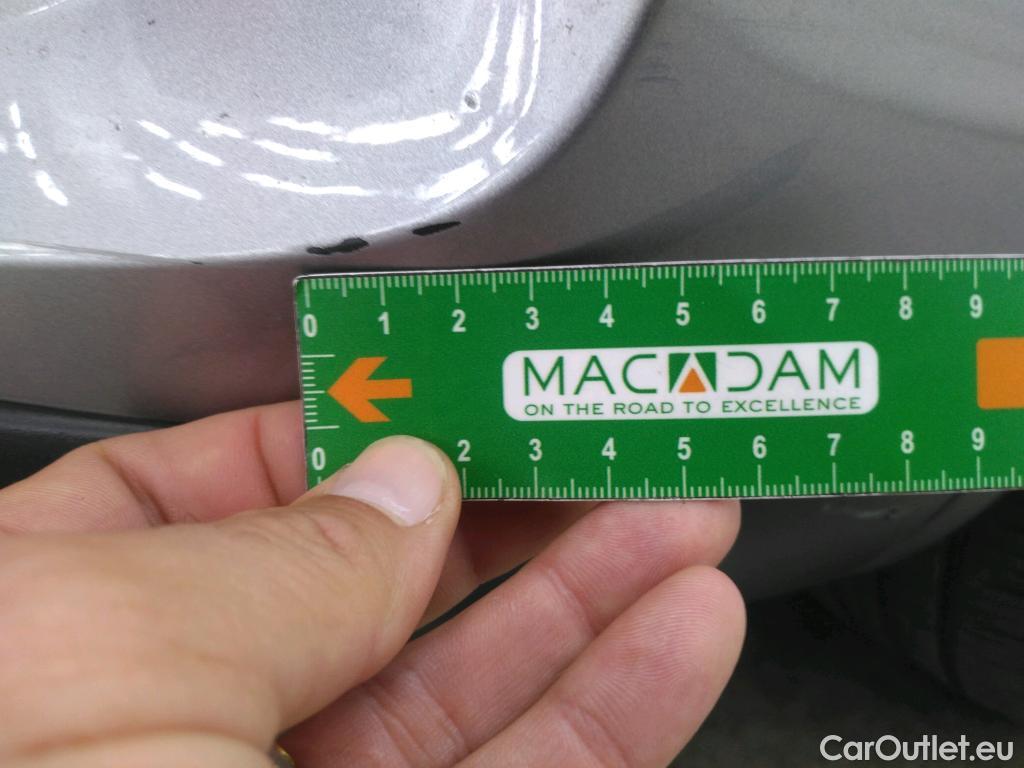 0 1 2 3 4 5 6 7 8 9
MACADAM
ON THE ROAD TO EXCELLENCE
0 2 3 4 5 6 7 8 9
CarOutlet.eu